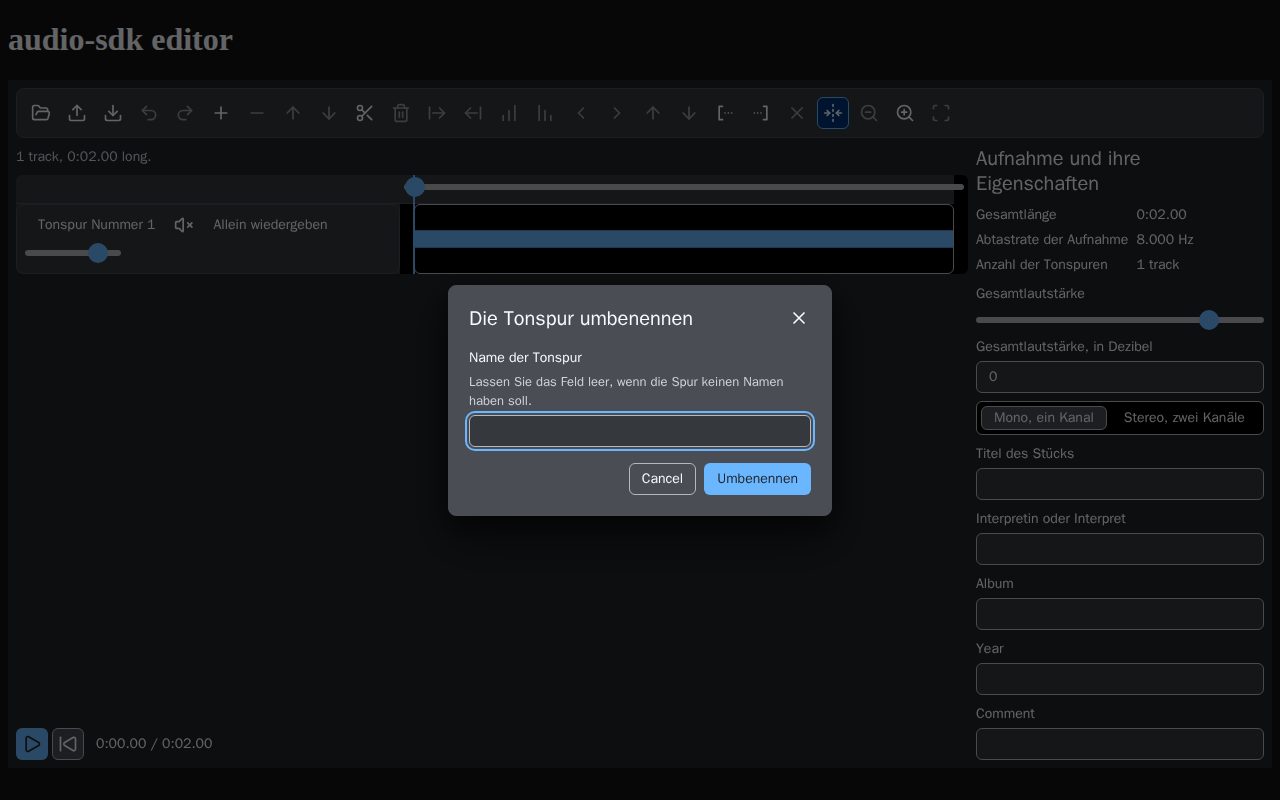 audio-sdk editor
1 track, 0:02.00 long.
Tonspur Nummer 1
Allein wiedergeben
Aufnahme und ihre
Eigenschaften
Gesamtlänge 0:02.00
Abtastrate der Aufnahme 8.000 Hz
Anzahl der Tonspuren 1 track
Gesamtlautstärke
Gesamtlautstärke, in Dezibel
0
Mono, ein Kanal Stereo, zwei Kanäle
Titel des Stücks
Interpretin oder Interpret
Album
Year
Comment
Die Tonspur umbenennen
Name der Tonspur
Lassen Sie das Feld leer, wenn die Spur keinen Namen
haben soll.
Cancel Umbenennen
0:00.00 / 0:02.00